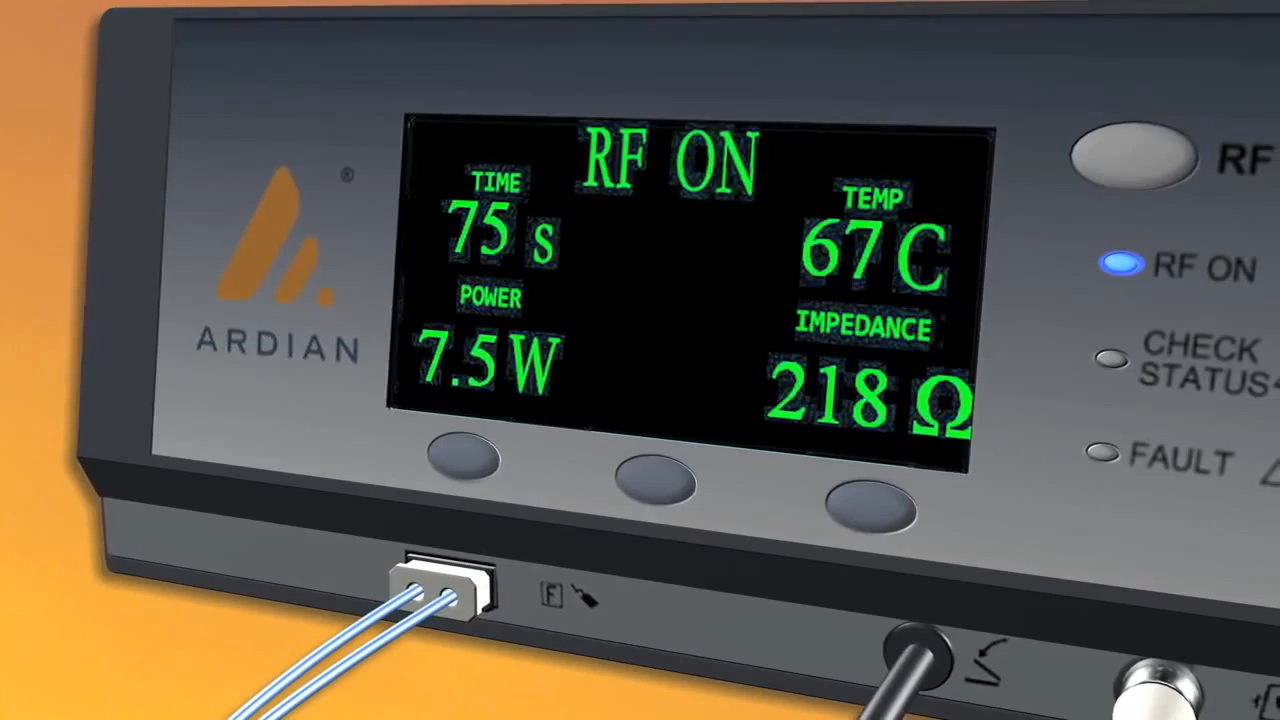 RF ON
TIME
75 s
TEMP
67 C
POWER
7.5 W
IMPEDANCE
218 Ω
®
ARDIAN
RF
RF ON
CHECK
STATUS
FAULT
F